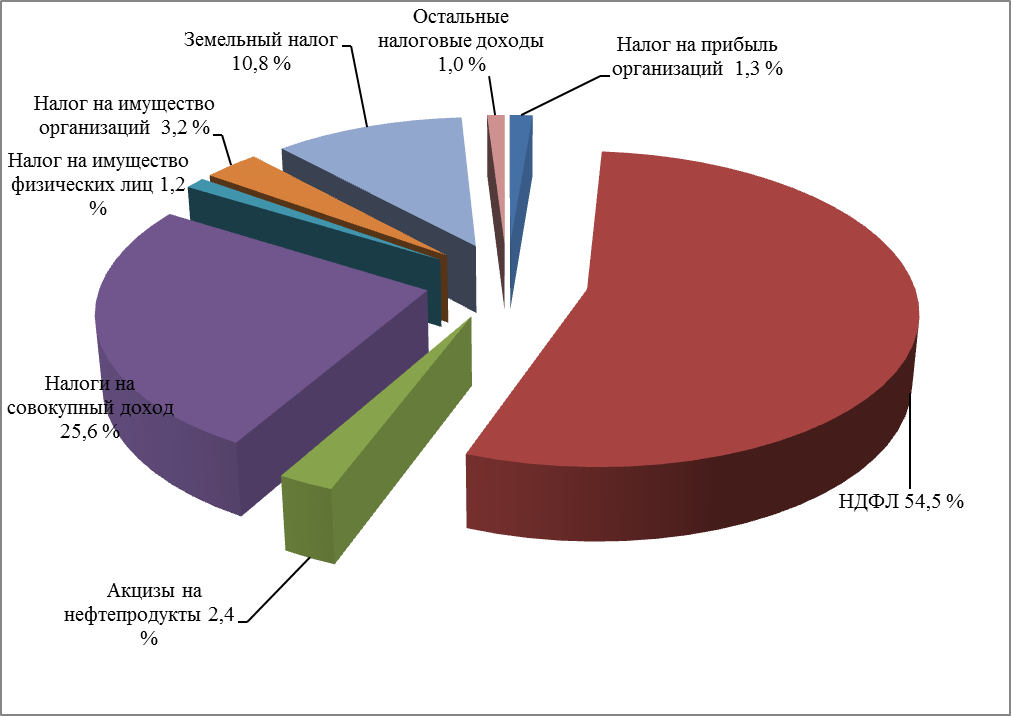 Остальные
налоговые доходы
1,0 %
Налог на прибыль
организаций 1,3 %
Земельный налог
10,8 %
Налог на имущество
организаций 3,2 %
Налог на имущество
физических лиц 1,2
%
Налоги на
совокупный доход
25,6 %
НДФЛ 54,5 %
Акцизы на
нефтепродукты 2,4
%